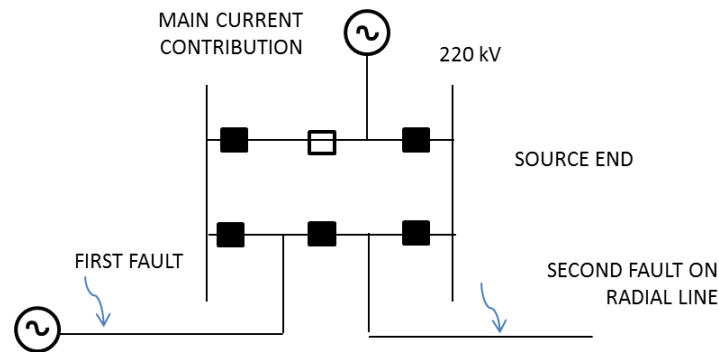 MAIN CURRENT
CONTRIBUTION
220 kV
SOURCE END
FIRST FAULT
SECOND FAULT ON
RADIAL LINE